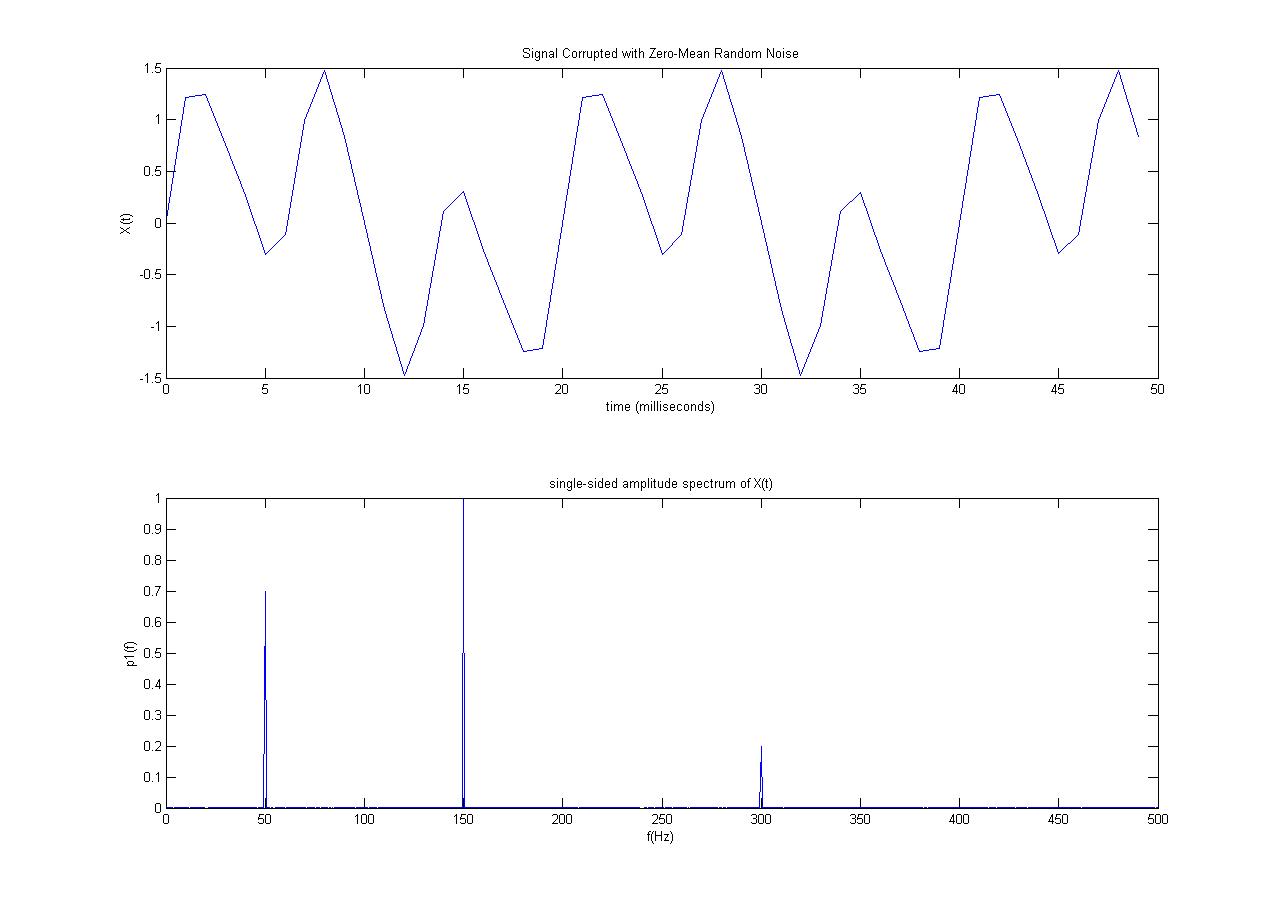 Signal Corrupted with Zero-Mean Random Noise
1.5
1
0.5
0
-0.5
-1
-1.5
X(t)
0 5 10 15 20 25 30 35 40 45 50
time (milliseconds)
single-sided amplitude spectrum of X(t)
1
0.9
0.8
0.7
0.6
0.5
0.4
0.3
0.2
0.1
0
p1(f)
0 50 100 150 200 250 300 350 400 450 500
f(Hz)